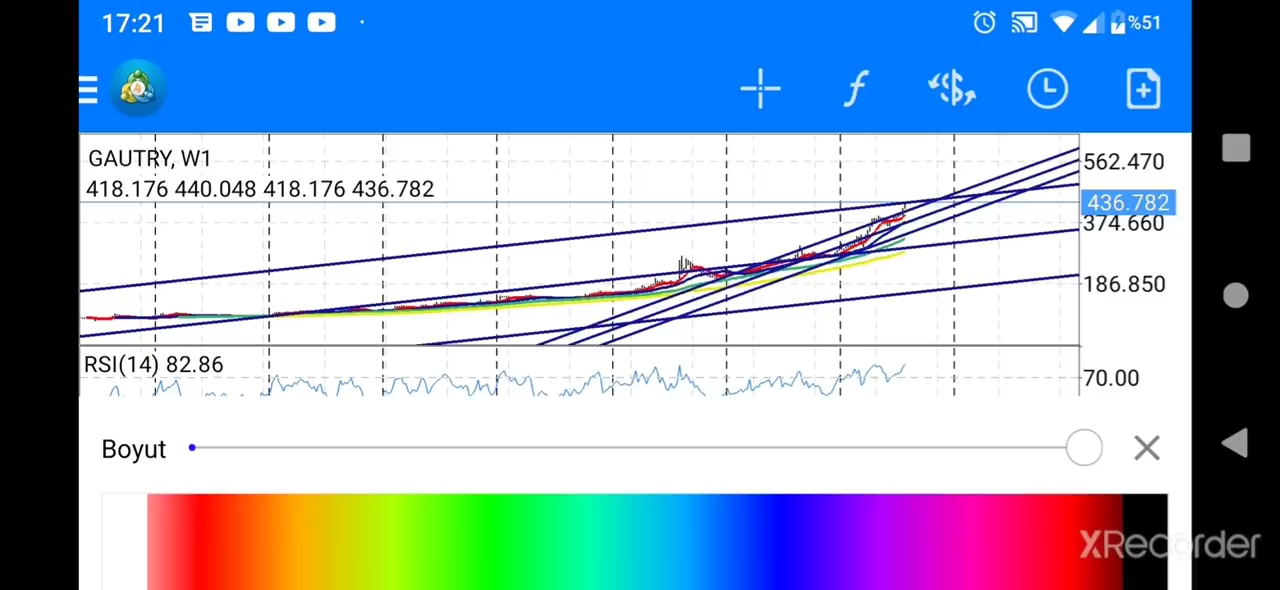 17:21
%51
GAUTRY, W1
418.176 440.048 418.176 436.782
562.470
436.782
374.660
186.850
RSI(14) 82.86
70.00
Boyut
XRecorder